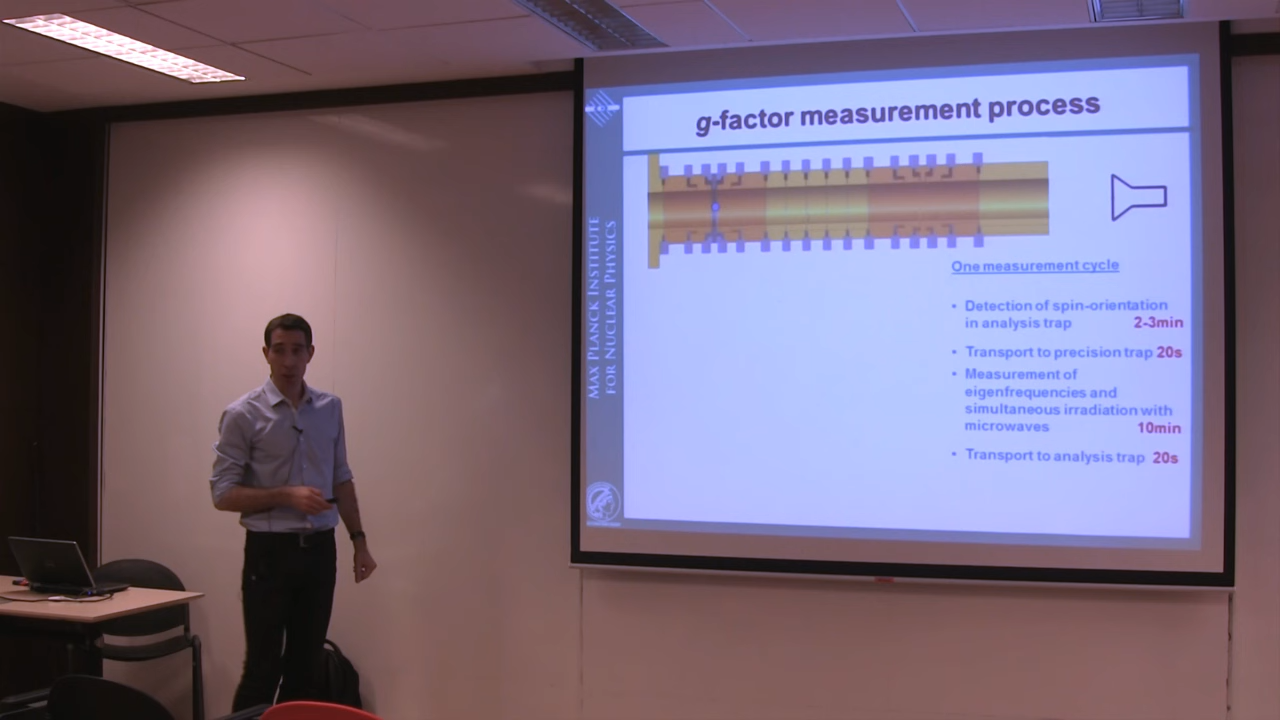 g-factor measurement process
MAX PLANCK INSTITUTE
FOR NUCLEAR PHYSICS
One measurement cycle
• Detection of spin-orientation
in analysis trap 2-3min
• Transport to precision trap 20s
• Measurement of
eigenfrequencies and
simultaneous irradiation with
microwaves 10min
• Transport to analysis trap 20s